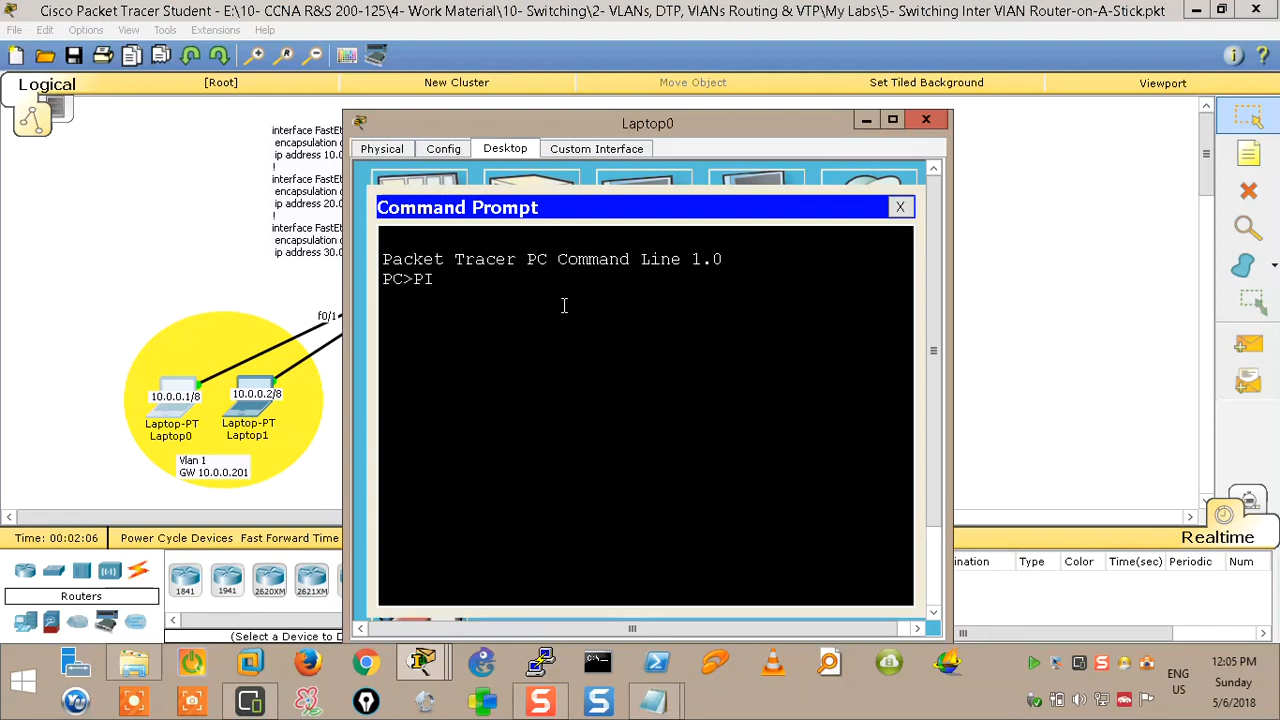 Cisco Packet Tracer Student - E:\10- CCNA R&S 200-125\4- Work Material\10- Switching\2- VLANs, DTP, VlANs Routing & VTP\My Labs\5- Switching Inter VlAN Router-on-A-Stick.pkt
File Edit Options View Tools Extensions Help
Logical [Root] New Cluster Move Object Set Tiled Background Viewport
interface FastEt
encapsulation
ip address 10.0
!
interface FastEt
encapsulation
ip address 20.0
!
interface FastEt
encapsulation
ip address 30.0
f0/1
10.0.0.1/8 10.0.0.2/8
Laptop-PT Laptop-PT
Laptop0 Laptop1
Vlan 1
GW 10.0.0.201
Laptop0
Physical Config Desktop Custom Interface
Command Prompt X
Packet Tracer PC Command Line 1.0
PC>PI
Time: 00:02:06 Power Cycle Devices Fast Forward Time Realtime
1841 1941 2620XM 2621XM
Routers
(Select a Device to D
ination Type Color Time(sec) Periodic Num
12:05 PM
Sunday
5/6/2018
ENG
US